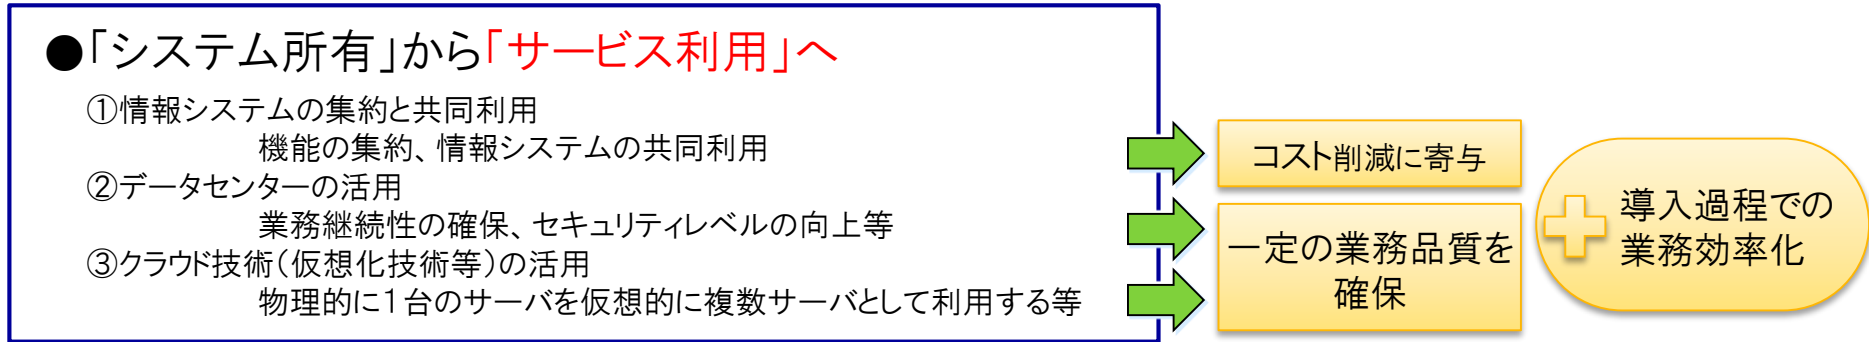 ●「システム所有」から「サービス利用」へ
①情報システムの集約と共同利用
機能の集約、情報システムの共同利用
②データセンターの活用
業務継続性の確保、セキュリティレベルの向上等
③クラウド技術（仮想化技術等）の活用
物理的に１台のサーバを仮想的に複数サーバとして利用する等
コスト削減に寄与
一定の業務品質を
確保
導入過程での
業務効率化